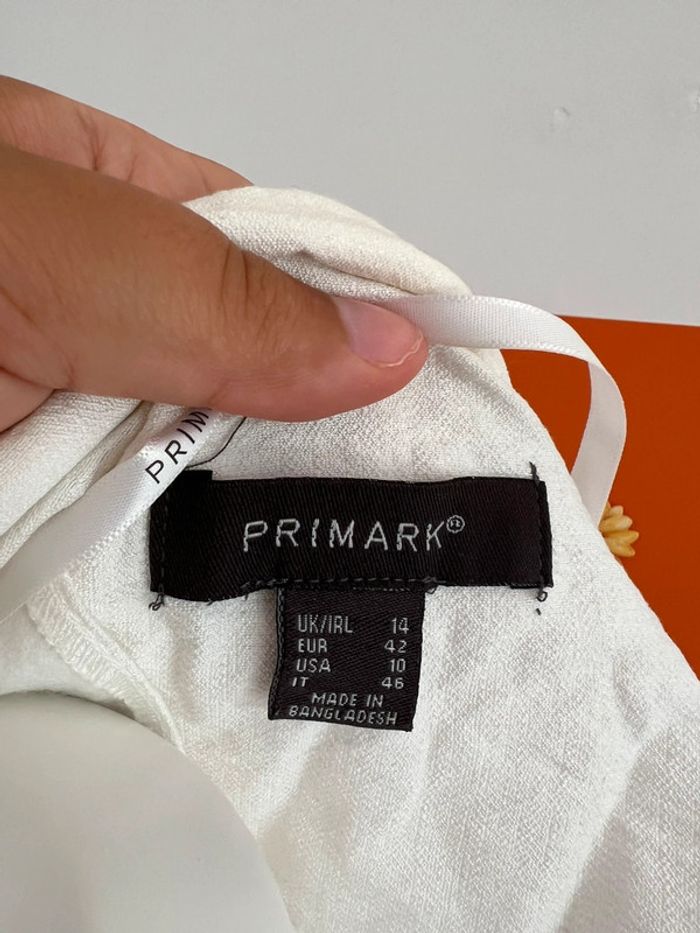 PRIM
PRIMARK®
UK/IRL 14
EUR 42
USA 10
IT 46
MADE IN
BANGLADESH